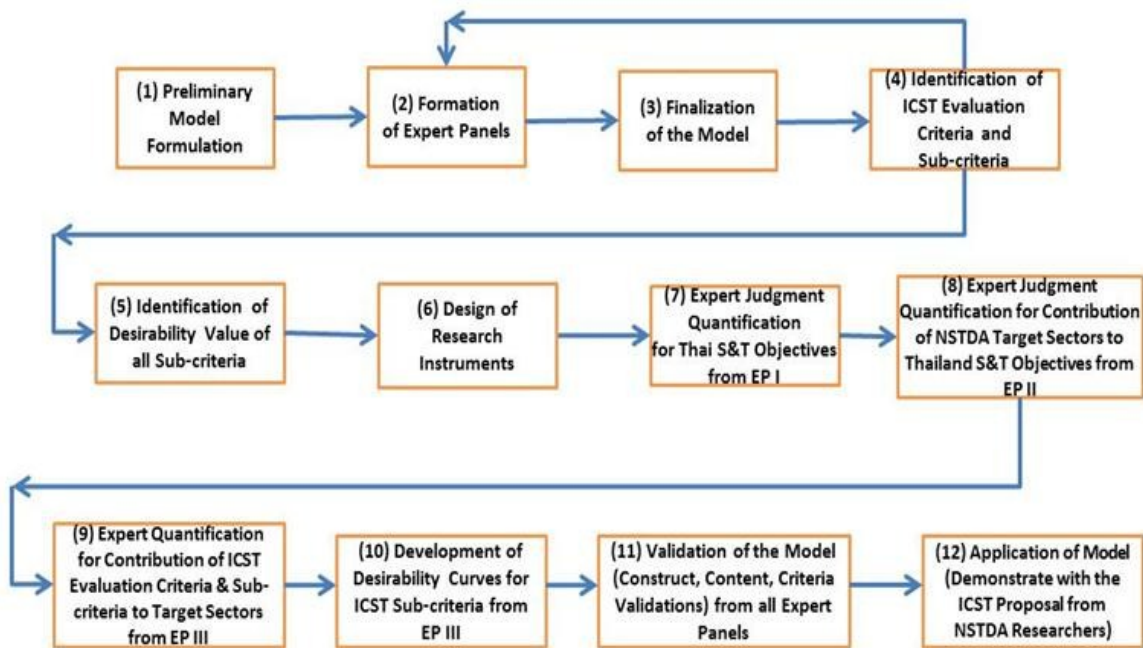 (1) Preliminary
Model
Formulation
(2) Formation
of Expert Panels
(3) Finalization
of the Model
(4) Identification of
ICST Evaluation
Criteria and
Sub-criteria
(5) Identification of
Desirability Value of
all Sub-criteria
(6) Design of
Research
Instruments
(7) Expert Judgment
Quantification
for Thai S&T Objectives
from EP I
(8) Expert Judgment
Quantification for Contribution
of NSTDA Target Sectors to
Thailand S&T Objectives from
EP II
(9) Expert Quantification
for Contribution of ICST
Evaluation Criteria & Sub-
criteria to Target Sectors
from EP III
(10) Development of
Desirability Curves for
ICST Sub-criteria from
EP III
(11) Validation of the Model
(Construct, Content, Criteria
Validations) from all Expert
Panels
(12) Application of Model
(Demonstrate with the
ICST Proposal from
NSTDA Researchers)